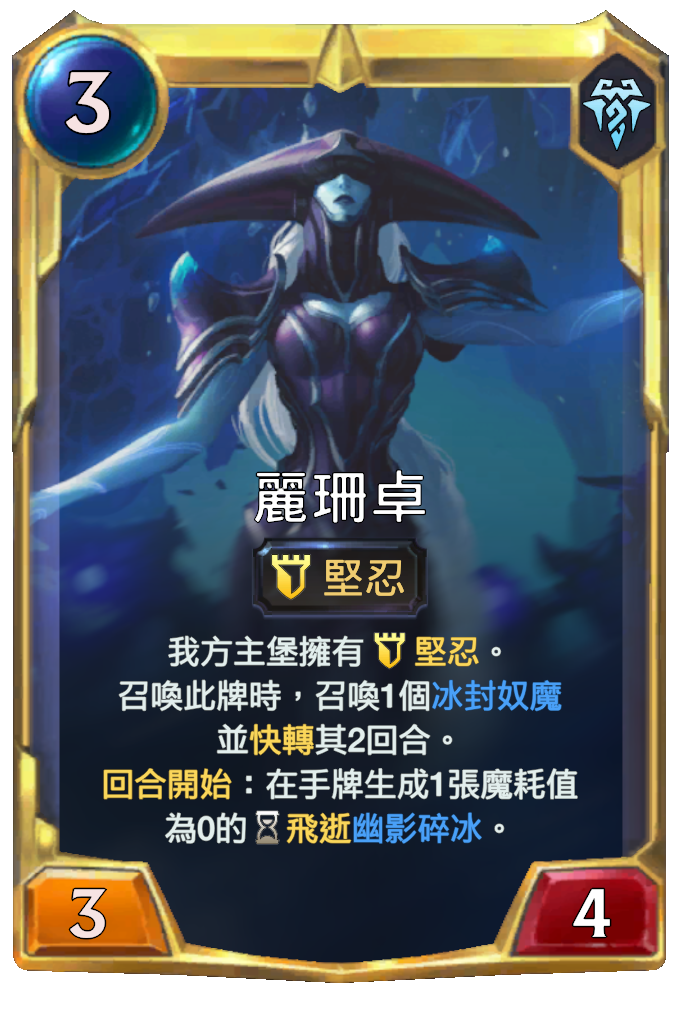 3
麗珊卓
堅忍
我方主堡擁有 堅忍。
召喚此牌時，召喚1個冰封奴魔
並快轉其2回合。
回合開始：在手牌生成1張魔耗值
為0的 飛逝幽影碎冰。
3
4